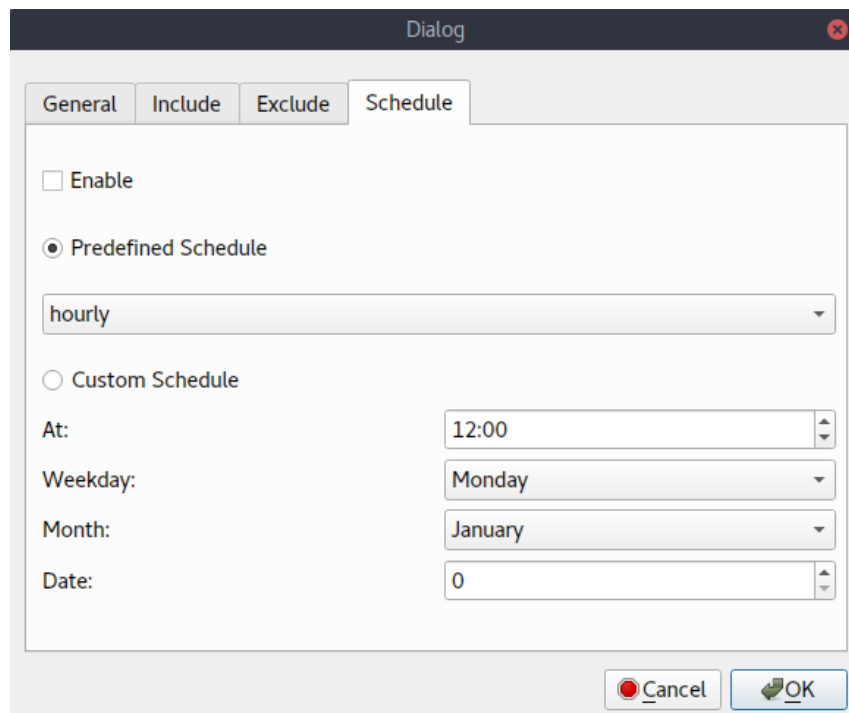 Dialog
General Include Exclude Schedule
Enable
Predefined Schedule
hourly
Custom Schedule
At: 12:00
Weekday: Monday
Month: January
Date: 0
Cancel OK